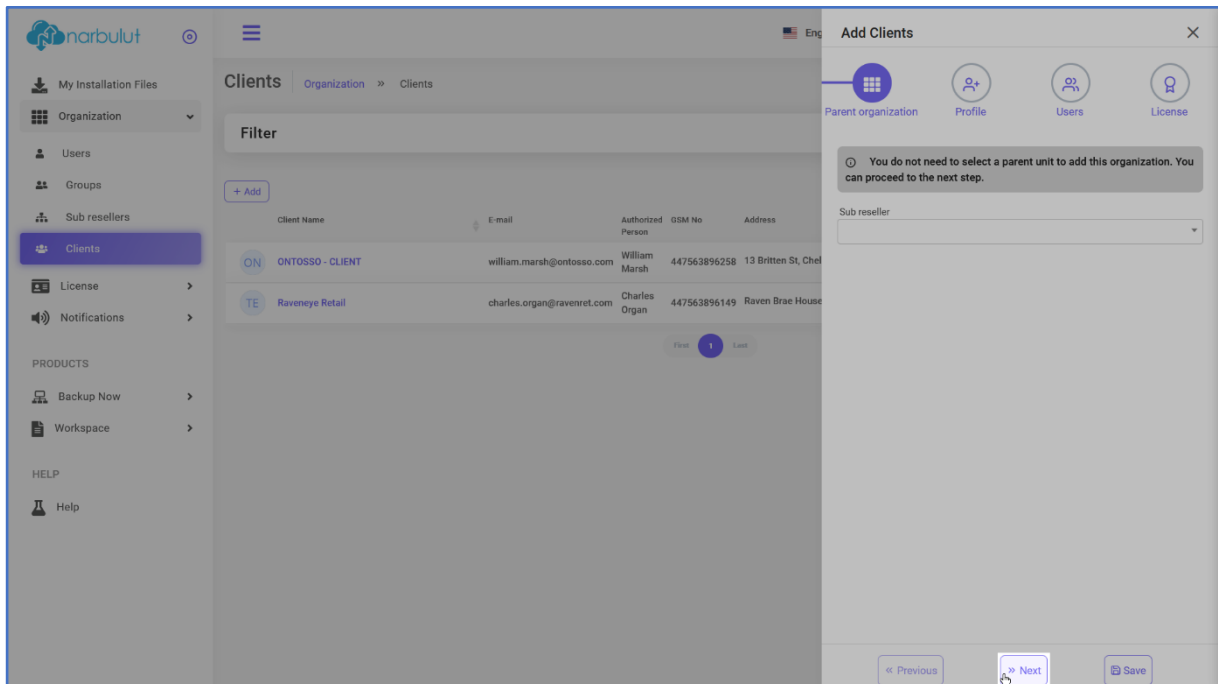 narbulut
My Installation Files
Organization
Users
Groups
Sub resellers
Clients
License
Notifications
PRODUCTS
Backup Now
Workspace
HELP
Help
Eng
Clients Organization » Clients
Filter
+ Add
Client Name E-mail Authorized Person GSM No Address
ON ONTOSSO - CLIENT william.marsh@ontosso.com William Marsh 447563896258 13 Britten St, Chel
TE Raveneye Retail charles.organ@ravenret.com Charles Organ 447563896149 Raven Brae House
First 1 Last
Add Clients
Parent organization Profile Users License
You do not need to select a parent unit to add this organization. You
can proceed to the next step.
Sub reseller
« Previous » Next Save